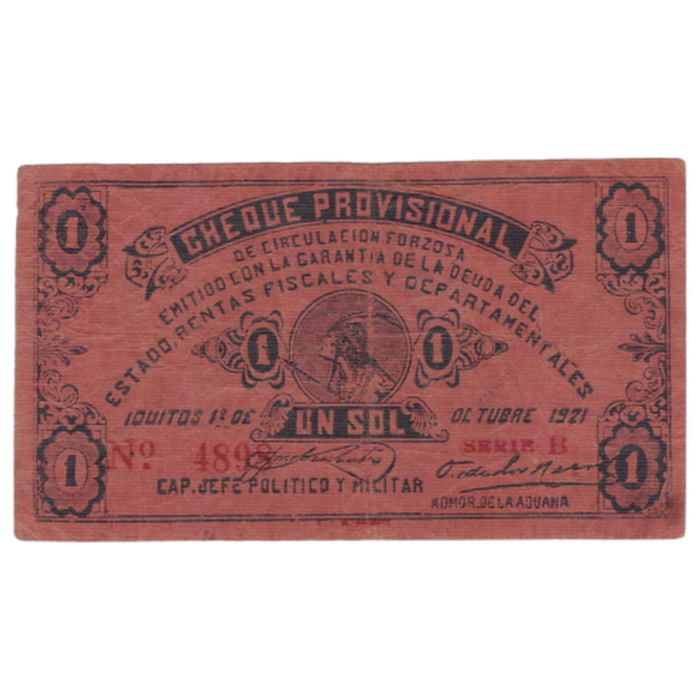 CHEQUE PROVISIONAL
DE CIRCULACION FORZOSA
EMITIDO CON LA GARANTIA DE LA DEUDA DEL
ESTADO, RENTAS FISCALES Y DEPARTAMENTALES
1 1
1 1
IQUITOS 1º. DE UN SOL OCTUBRE 1921
Nº 4898 SERIE B
CAP. JEFE POLITICO Y MILITAR
ADMOR. DE LA ADUANA
1 1